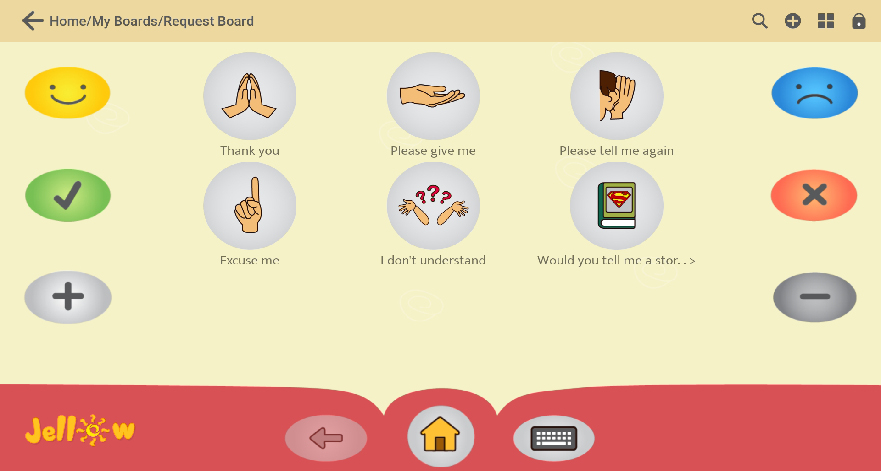 Home/My Boards/Request Board
Thank you
Please give me
Please tell me again
Excuse me
???
I don't understand
Would you tell me a stor. . >
Jellow